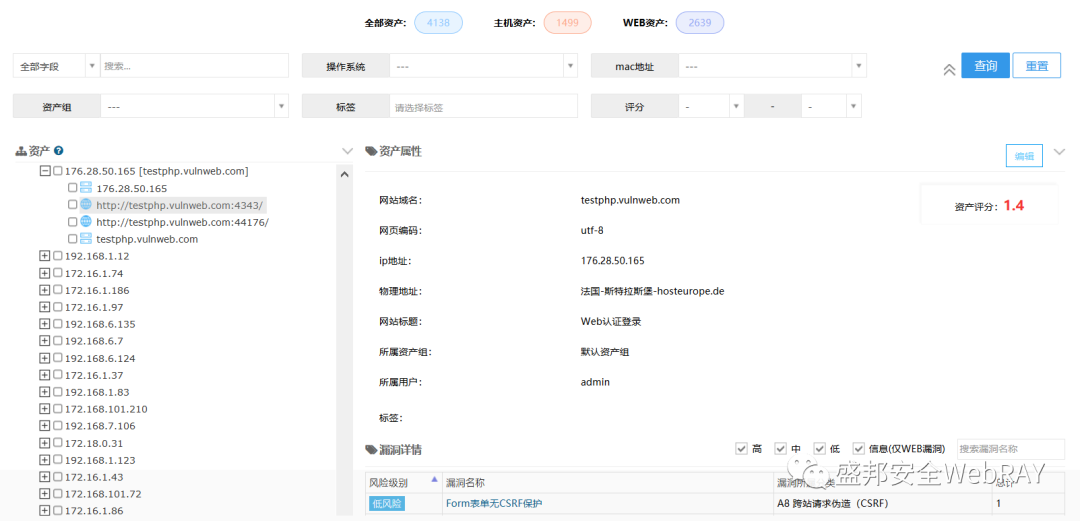 全部资产： 4138 主机资产： 1499 WEB资产： 2639
全部字段 搜索... 操作系统 --- mac地址 --- 查询 重置
资产组 --- 标签 请选择标签 评分 - - -
资产 ?
176.28.50.165 [testphp.vulnweb.com]
176.28.50.165
http://testphp.vulnweb.com:4343/
http://testphp.vulnweb.com:44176/
testphp.vulnweb.com
192.168.1.12
172.16.1.74
172.16.1.186
172.16.1.97
192.168.6.135
192.168.6.7
192.168.6.124
172.16.1.37
192.168.1.83
172.168.101.210
192.168.7.106
172.18.0.31
192.168.1.123
172.16.1.43
172.168.101.72
172.16.1.86
资产属性 编辑
资产评分：1.4
网站域名： testphp.vulnweb.com
网页编码： utf-8
ip地址： 176.28.50.165
物理地址： 法国-斯特拉斯堡-hosteurope.de
网站标题： Web认证登录
所属资产组： 默认资产组
所属用户： admin
标签：
漏洞详情 高 中 低 信息(仅WEB漏洞) 搜索漏洞名称
风险级别 漏洞名称 漏洞所 类 总计
低风险 Form表单无CSRF保护 A8 跨站请求伪造（CSRF） 1
盛邦安全WebRAY